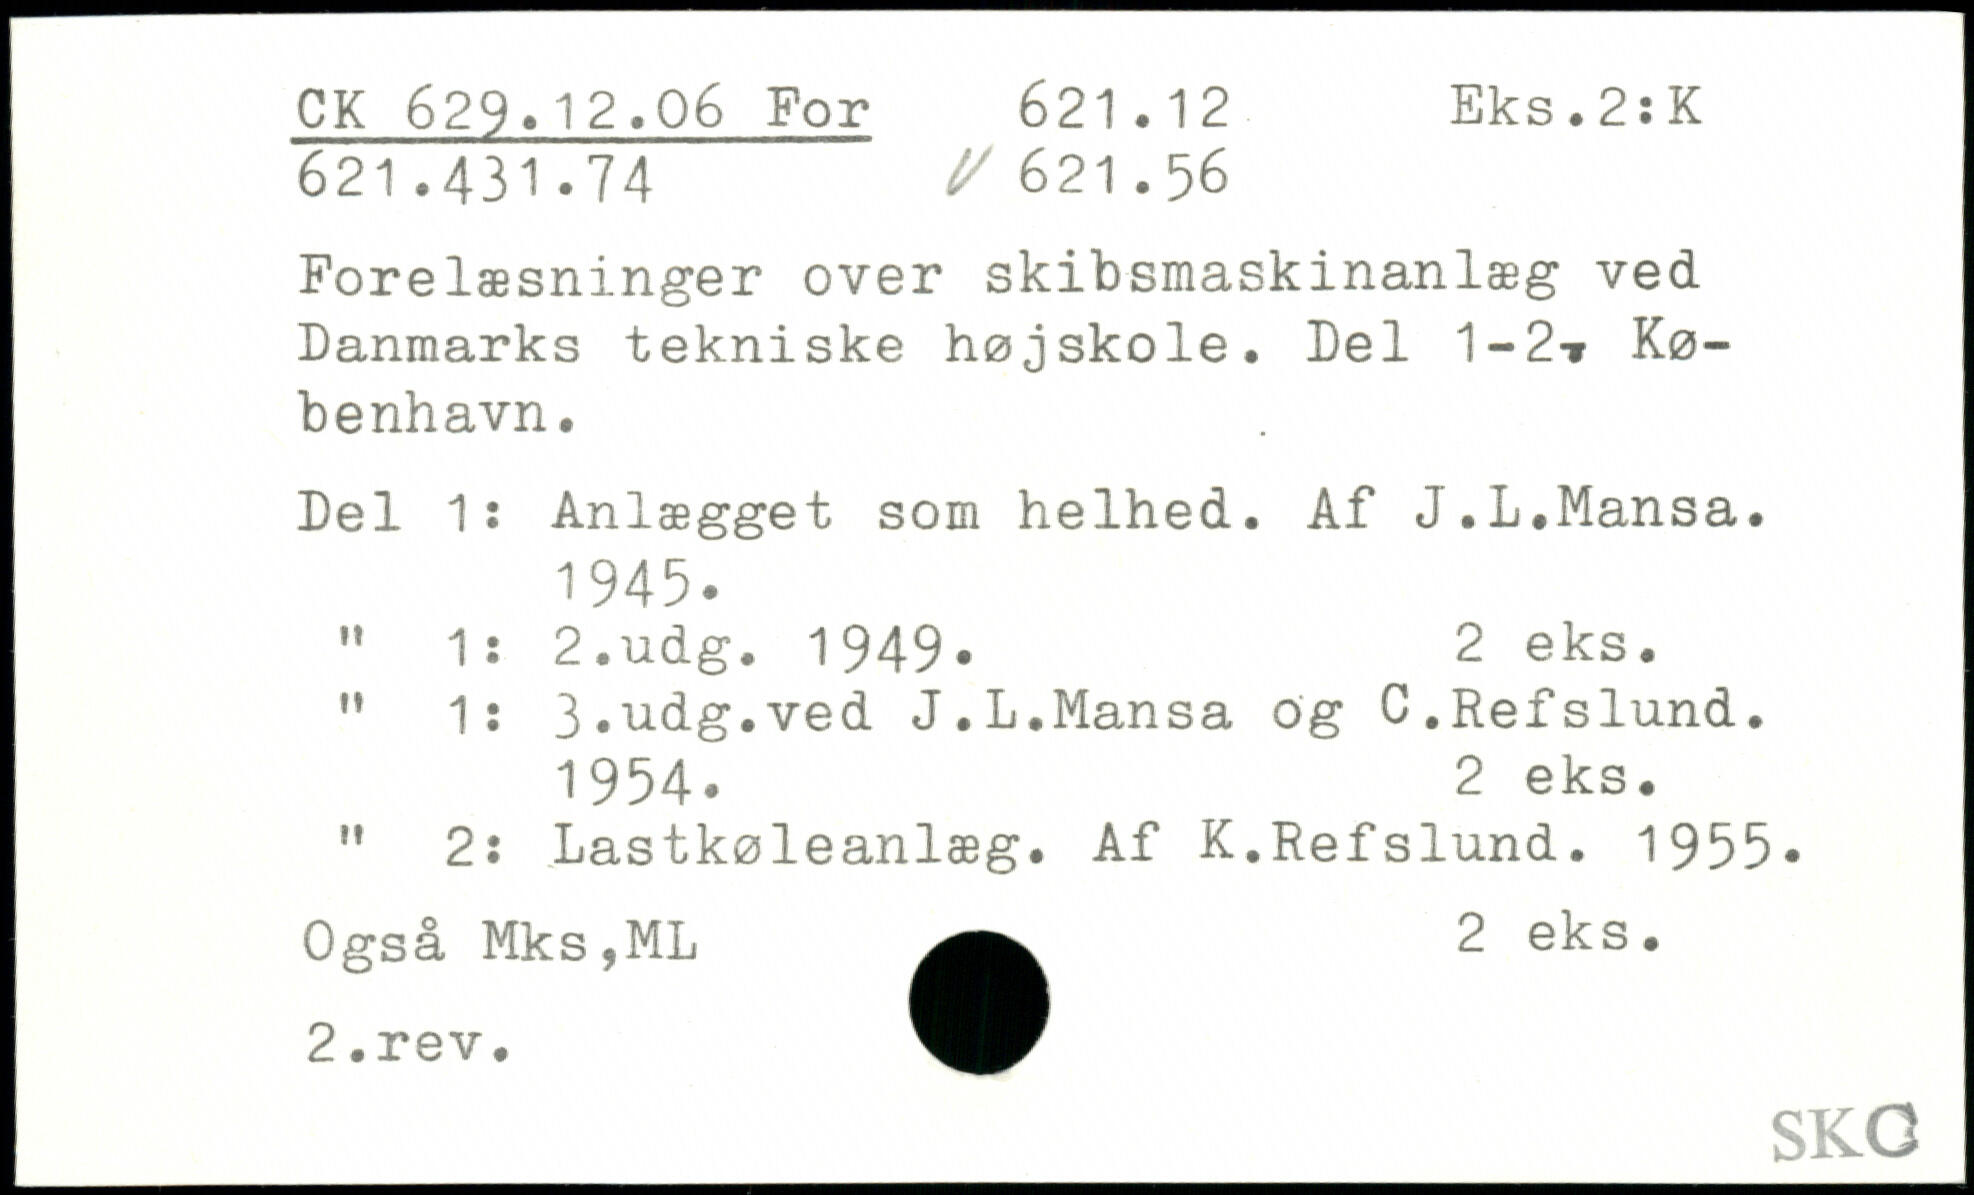 CK 629.12.06 For 621.12 Eks.2:K
621.431.74 621.56
Forelæsninger over skibsmaskinanlæg ved
Danmarks tekniske højskole. Del 1-2, Kø-
benhavn.
Del 1: Anlægget som helhed. Af J.L.Mansa.
1945.
" 1: 2.udg. 1949. 2 eks.
" 1: 3.udg.ved J.L.Mansa og C.Refslund.
1954. 2 eks.
" 2: Lastkøleanlæg. Af K.Refslund. 1955.
Også Mks,ML 2 eks.
2.rev.
SKC